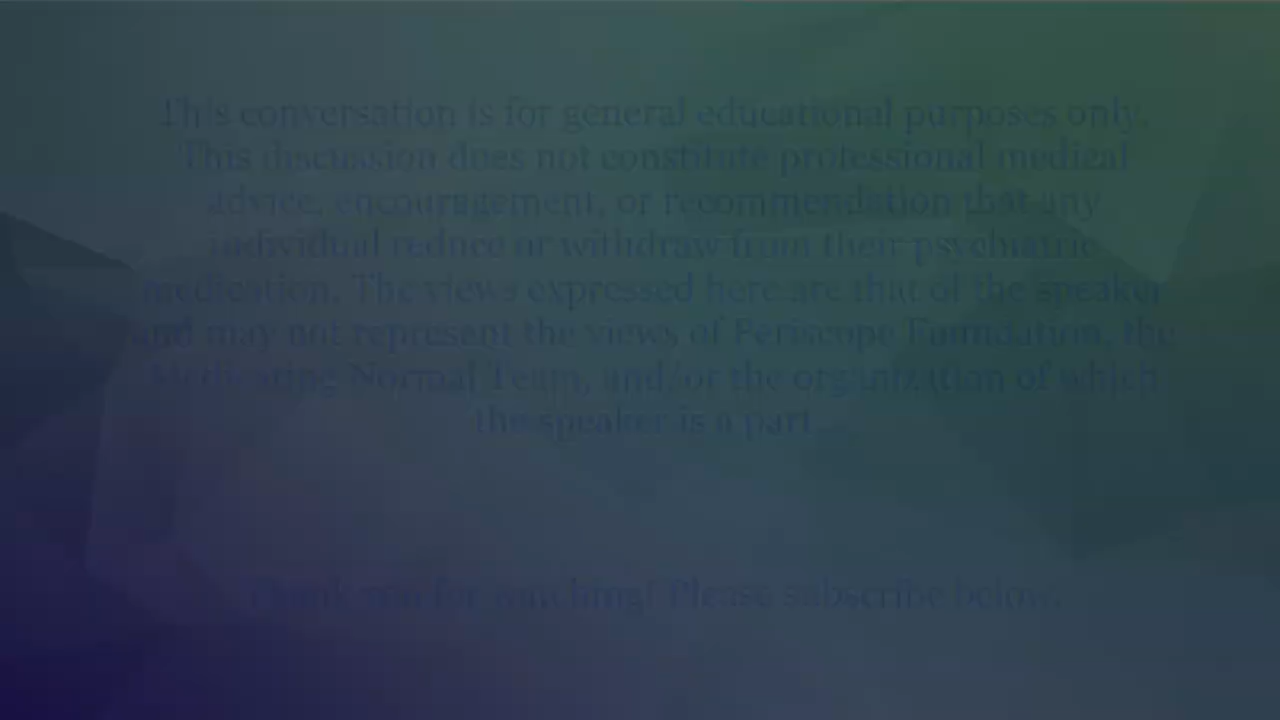 This conversation is for general educational purposes only.
This discussion does not constitute professional medical
advice, encouragement, or recommendation that any
individual reduce or withdraw from their psychiatric
medication. The views expressed here are that of the speaker
and may not represent the views of Periscope Foundation, the
Medicating Normal Team, and/or the organization of which
the speaker is a part.
Thank you for watching! Please subscribe below.